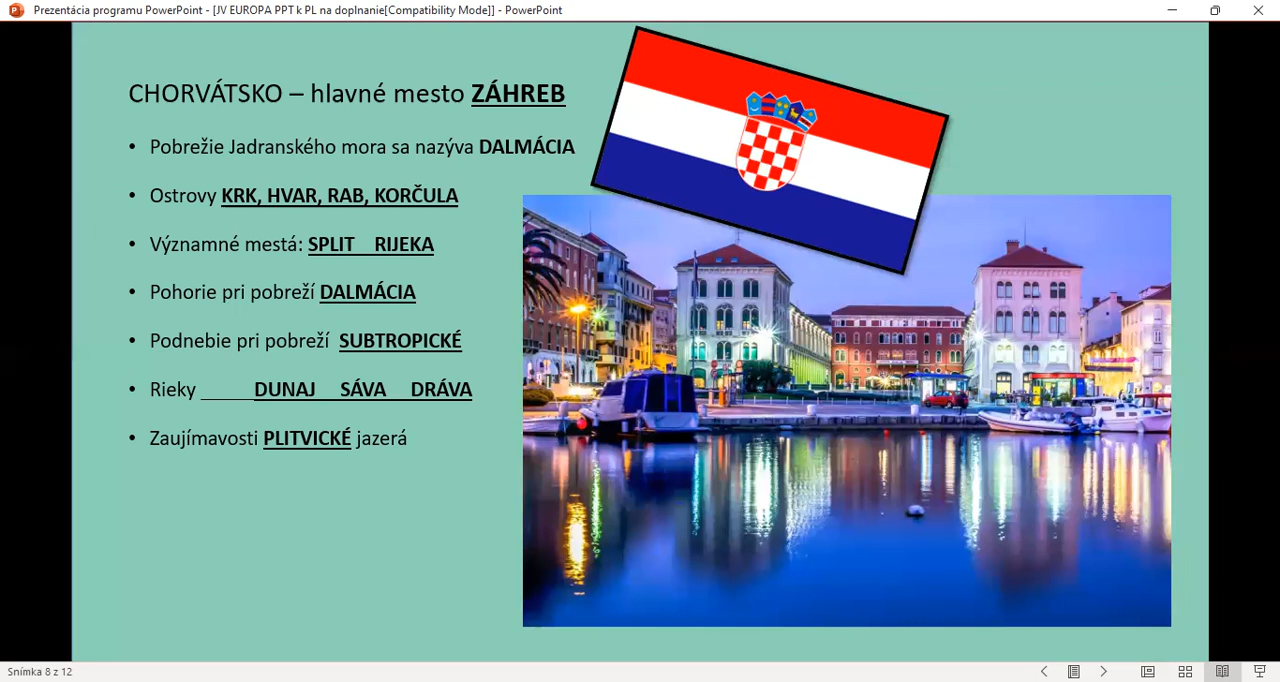 Prezentácia programu PowerPoint - [JV EUROPA PPT k PL na doplnanie[Compatibility Mode]] - PowerPoint
CHORVÁTSKO – hlavné mesto ZÁHREB
• Pobrežie Jadranského mora sa nazýva DALMÁCIA
• Ostrovy KRK, HVAR, RAB, KORČULA
• Významné mestá: SPLIT RIJEKA
• Pohorie pri pobreží DALMÁCIA
• Podnebie pri pobreží SUBTROPICKÉ
• Rieky _____DUNAJ SÁVA DRÁVA
• Zaujímavosti PLITVICKÉ jazerá
Snímka 8 z 12